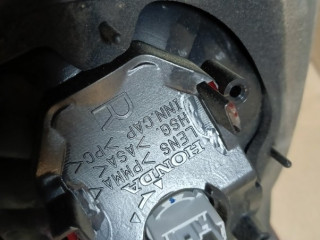 HONDA
LENS >PMMA<
HSG. >ASA<
INN.CAP >PC<
R